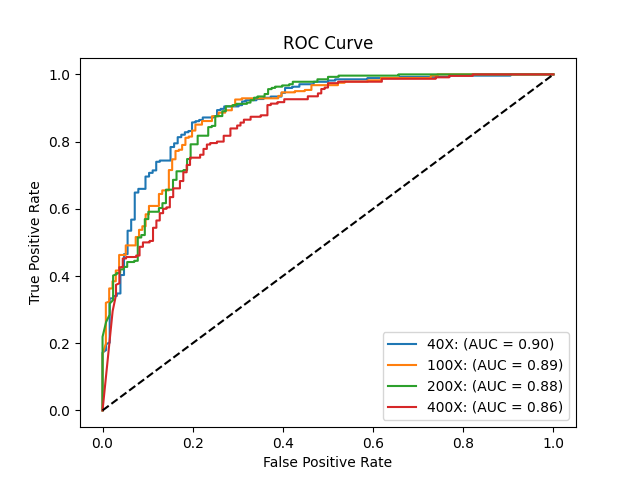 ROC Curve
True Positive Rate
1.0
0.8
0.6
0.4
0.2
0.0
0.0 0.2 0.4 0.6 0.8 1.0
False Positive Rate
40X: (AUC = 0.90)
100X: (AUC = 0.89)
200X: (AUC = 0.88)
400X: (AUC = 0.86)